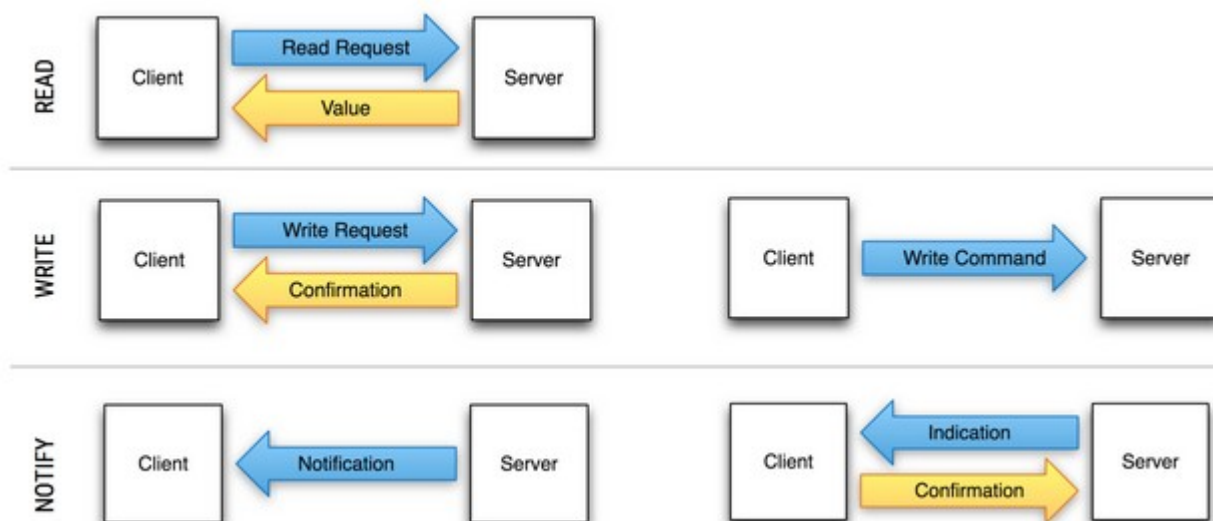 READ
Client
Read Request
Value
Server
WRITE
Client
Write Request
Confirmation
Server
Client
Write Command
Server
NOTIFY
Client
Notification
Server
Client
Indication
Confirmation
Server